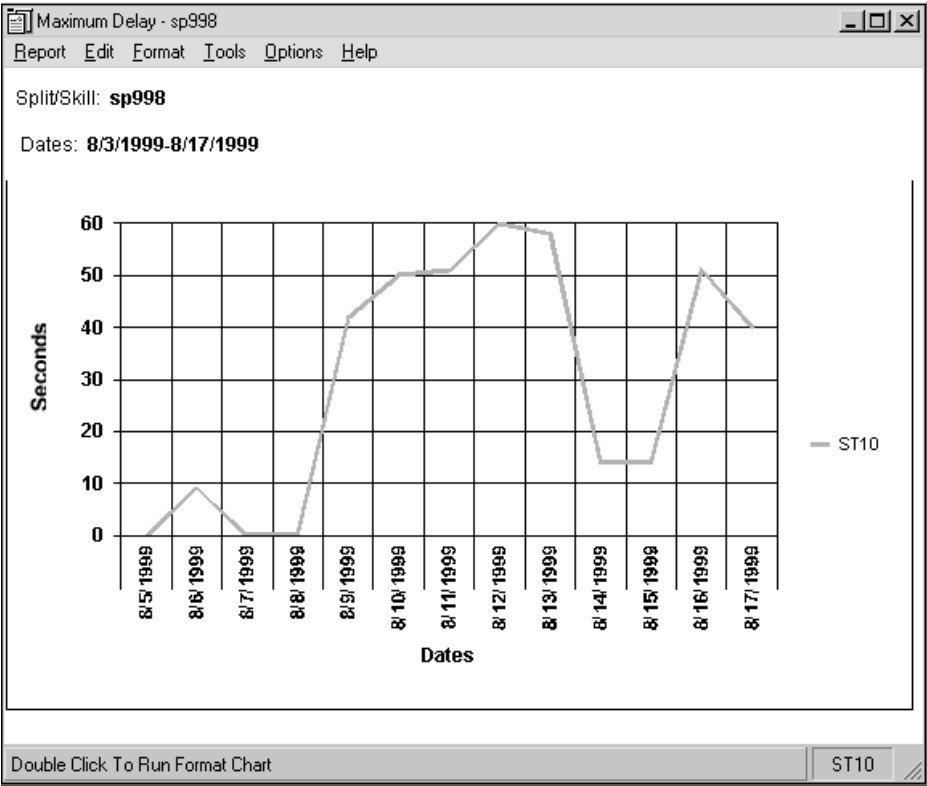 Maximum Delay - sp998
Report Edit Format Tools Options Help
Split/Skill: sp998
Dates: 8/3/1999-8/17/1999
60
50
40
30
20
10
0
Seconds
ST10
8/5/1999
8/6/1999
8/7/1999
8/8/1999
8/9/1999
8/10/1999
8/11/1999
8/12/1999
8/13/1999
8/14/1999
8/15/1999
8/16/1999
8/17/1999
Dates
Double Click To Run Format Chart
ST10